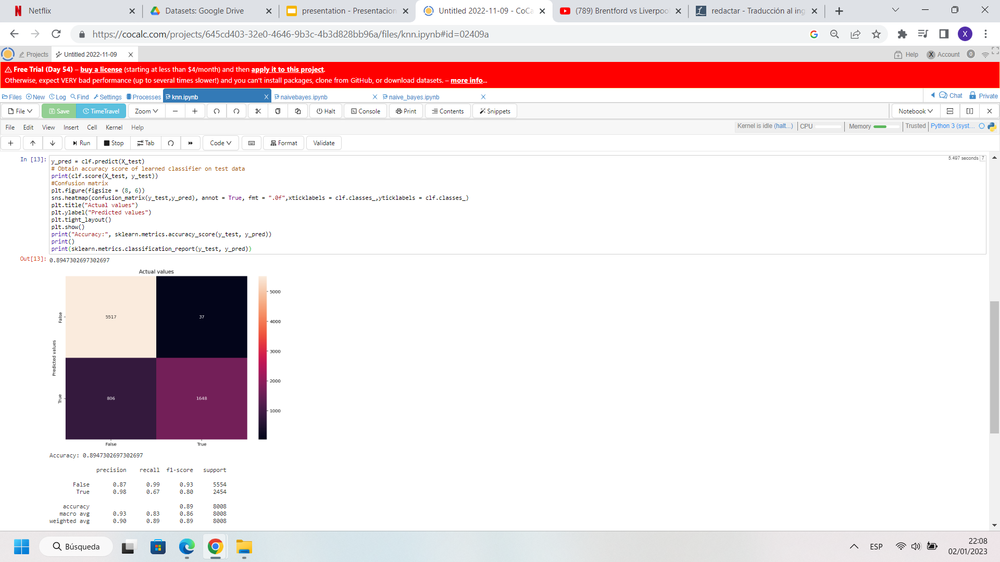 Netflix
Datasets: Google Drive
presentation - Presentacion
Untitled 2022-11-09 - CoCa
(789) Brentford vs Liverpool
redactar - Traducción al ing
https://cocalc.com/projects/645cd403-32e0-4646-9b3c-4b3d828bb96a/files/knn.ipynb#id=02409a
X
Projects
Untitled 2022-11-09
Help
X Account
0
Free Trial (Day 54) – buy a license (starting at less than $4/month) and then apply it to this project.
Otherwise, expect VERY bad performance (up to several times slower!) and you can't install packages, clone from GitHub, or download datasets. – more info...
Files New Log Find Settings Processes knn.ipynb naivebayes.ipynb naive_bayes.ipynb Chat Private
File Save TimeTravel Zoom Halt Console Print Contents Snippets Notebook
File Edit View Insert Cell Kernel Help Kernel is idle (halt...) CPU Memory Trusted Python 3 (syst...
Run Stop Tab Code Format Validate
In [13]:
5.497 seconds 7
y_pred = clf.predict(X_test)
# Obtain accuracy score of learned classifier on test data
print(clf.score(X_test, y_test))
#Confusion matrix
plt.figure(figsize = (8, 6))
sns.heatmap(confusion_matrix(y_test,y_pred), annot = True, fmt = ".0f",xticklabels = clf.classes_,yticklabels = clf.classes_)
plt.title("Actual values")
plt.ylabel("Predicted values")
plt.tight_layout()
plt.show()
print("Accuracy:", sklearn.metrics.accuracy_score(y_test, y_pred))
print()
print(sklearn.metrics.classification_report(y_test, y_pred))
Out[13]: 0.8947302697302697
Actual values
Predicted values
False
True
5517
37
806
1648
False
True
5000
4000
3000
2000
1000
Accuracy: 0.8947302697302697
precision recall f1-score support
False 0.87 0.99 0.93 5554
True 0.98 0.67 0.80 2454
accuracy 0.89 8008
macro avg 0.93 0.83 0.86 8008
weighted avg 0.90 0.89 0.89 8008
Búsqueda
ESP
22:08
02/01/2023